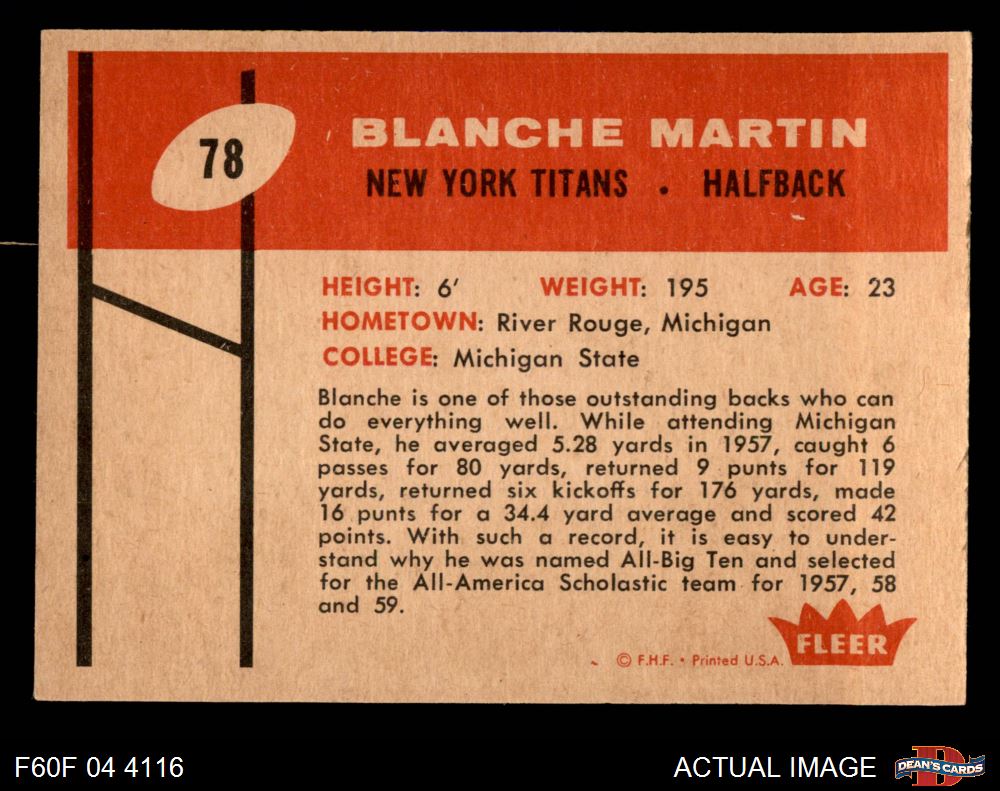 78
BLANCHE MARTIN
NEW YORK TITANS • HALFBACK
HEIGHT: 6' WEIGHT: 195 AGE: 23
HOMETOWN: River Rouge, Michigan
COLLEGE: Michigan State
Blanche is one of those outstanding backs who can
do everything well. While attending Michigan
State, he averaged 5.28 yards in 1957, caught 6
passes for 80 yards, returned 9 punts for 119
yards, returned six kickoffs for 176 yards, made
16 punts for a 34.4 yard average and scored 42
points. With such a record, it is easy to under-
stand why he was named All-Big Ten and selected
for the All-America Scholastic team for 1957, 58
and 59.
FLEER
© F.H.F. • Printed U.S.A.
F60F 04 4116 ACTUAL IMAGE D DEAN'S CARDS